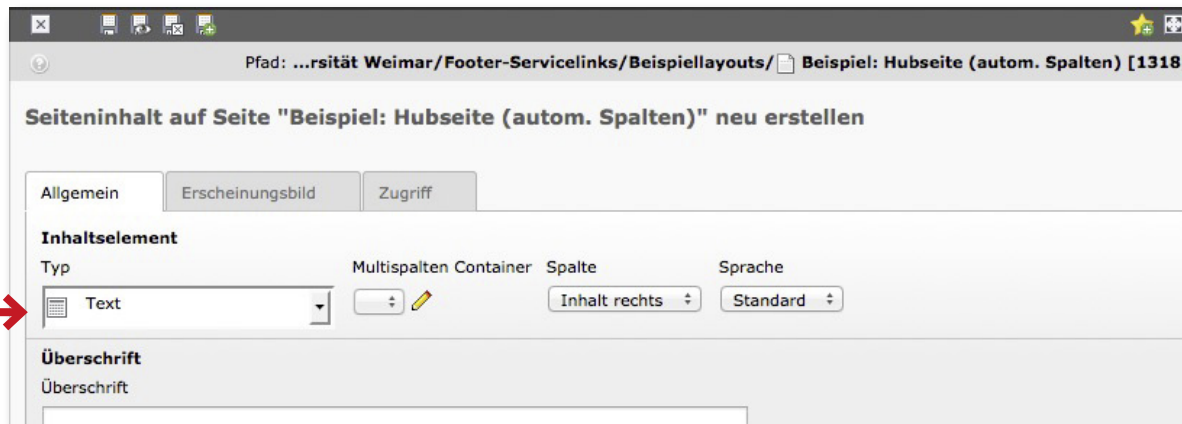 Pfad: ...rsität Weimar/Footer-Servicelinks/Beispiellayouts/ Beispiel: Hubseite (autom. Spalten) [1318
Seiteninhalt auf Seite "Beispiel: Hubseite (autom. Spalten)" neu erstellen
Allgemein Erscheinungsbild Zugriff
Inhaltselement
Typ Multispalten Container Spalte Sprache
Text Inhalt rechts Standard
Überschrift
Überschrift